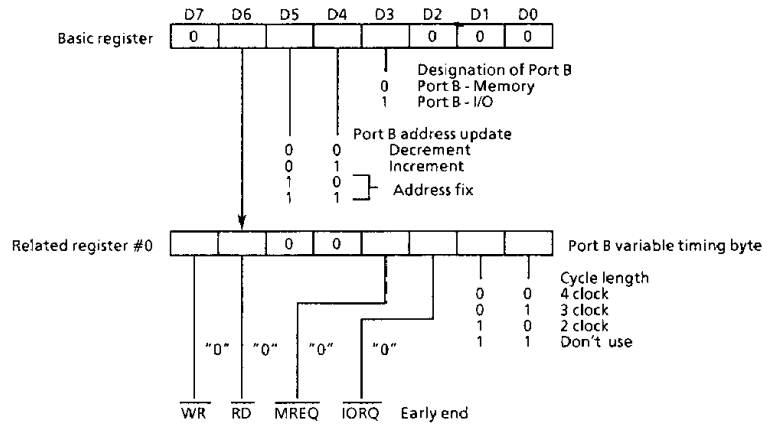 D7 D6 D5 D4 D3 D2 D1 D0
Basic register 0 0 0 0
Designation of Port B
0 Port B - Memory
1 Port B - I/O
Port B address update
0 0 Decrement
0 1 Increment
1 0
Address fix
1 1
Related register #0 0 0 Port B variable timing byte
Cycle length
0 0 4 clock
0 1 3 clock
1 0 2 clock
1 1 Don't use
"0" "0" "0" "0"
WR RD MREQ IORQ Early end